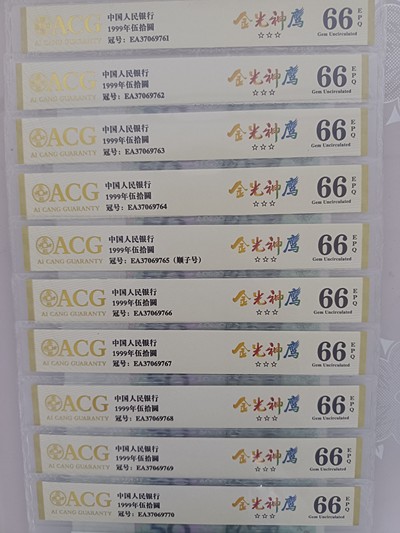 ACG
AI CANG GUARANTY
中国人民银行
1999年伍拾圆
冠号：EA37069761
金光神鹰
☆☆☆
66 EPQ
Gem Uncirculated
ACG
AI CANG GUARANTY
中国人民银行
1999年伍拾圆
冠号：EA37069762
金光神鹰
☆☆☆
66 EPQ
Gem Uncirculated
ACG
AI CANG GUARANTY
中国人民银行
1999年伍拾圆
冠号：EA37069763
金光神鹰
☆☆☆
66 EPQ
Gem Uncirculated
ACG
AI CANG GUARANTY
中国人民银行
1999年伍拾圆
冠号：EA37069764
金光神鹰
☆☆☆
66 EPQ
Gem Uncirculated
ACG
AI CANG GUARANTY
中国人民银行
1999年伍拾圆
冠号：EA37069765（顺子号）
金光神鹰
☆☆☆
66 EPQ
Gem Uncirculated
ACG
AI CANG GUARANTY
中国人民银行
1999年伍拾圆
冠号：EA37069766
金光神鹰
☆☆☆
66 EPQ
Gem Uncirculated
ACG
AI CANG GUARANTY
中国人民银行
1999年伍拾圆
冠号：EA37069767
金光神鹰
☆☆☆
66 EPQ
Gem Uncirculated
ACG
AI CANG GUARANTY
中国人民银行
1999年伍拾圆
冠号：EA37069768
金光神鹰
☆☆☆
66 EPQ
Gem Uncirculated
ACG
AI CANG GUARANTY
中国人民银行
1999年伍拾圆
冠号：EA37069769
金光神鹰
☆☆☆
66 EPQ
Gem Uncirculated
ACG
AI CANG GUARANTY
中国人民银行
1999年伍拾圆
冠号：EA37069770
金光神鹰
☆☆☆
66 EPQ
Gem Uncirculated